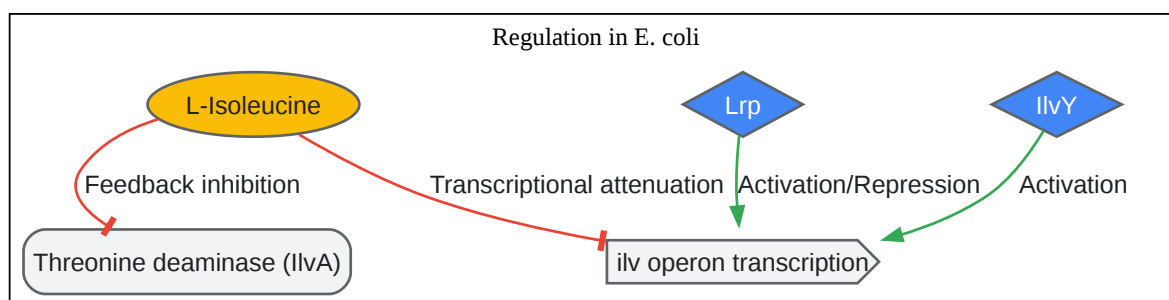 Regulation in E. coli
L-Isoleucine
Lrp
IlvY
Feedback inhibition
Transcriptional attenuation
Activation/Repression
Activation
Threonine deaminase (IlvA)
ilv operon transcription